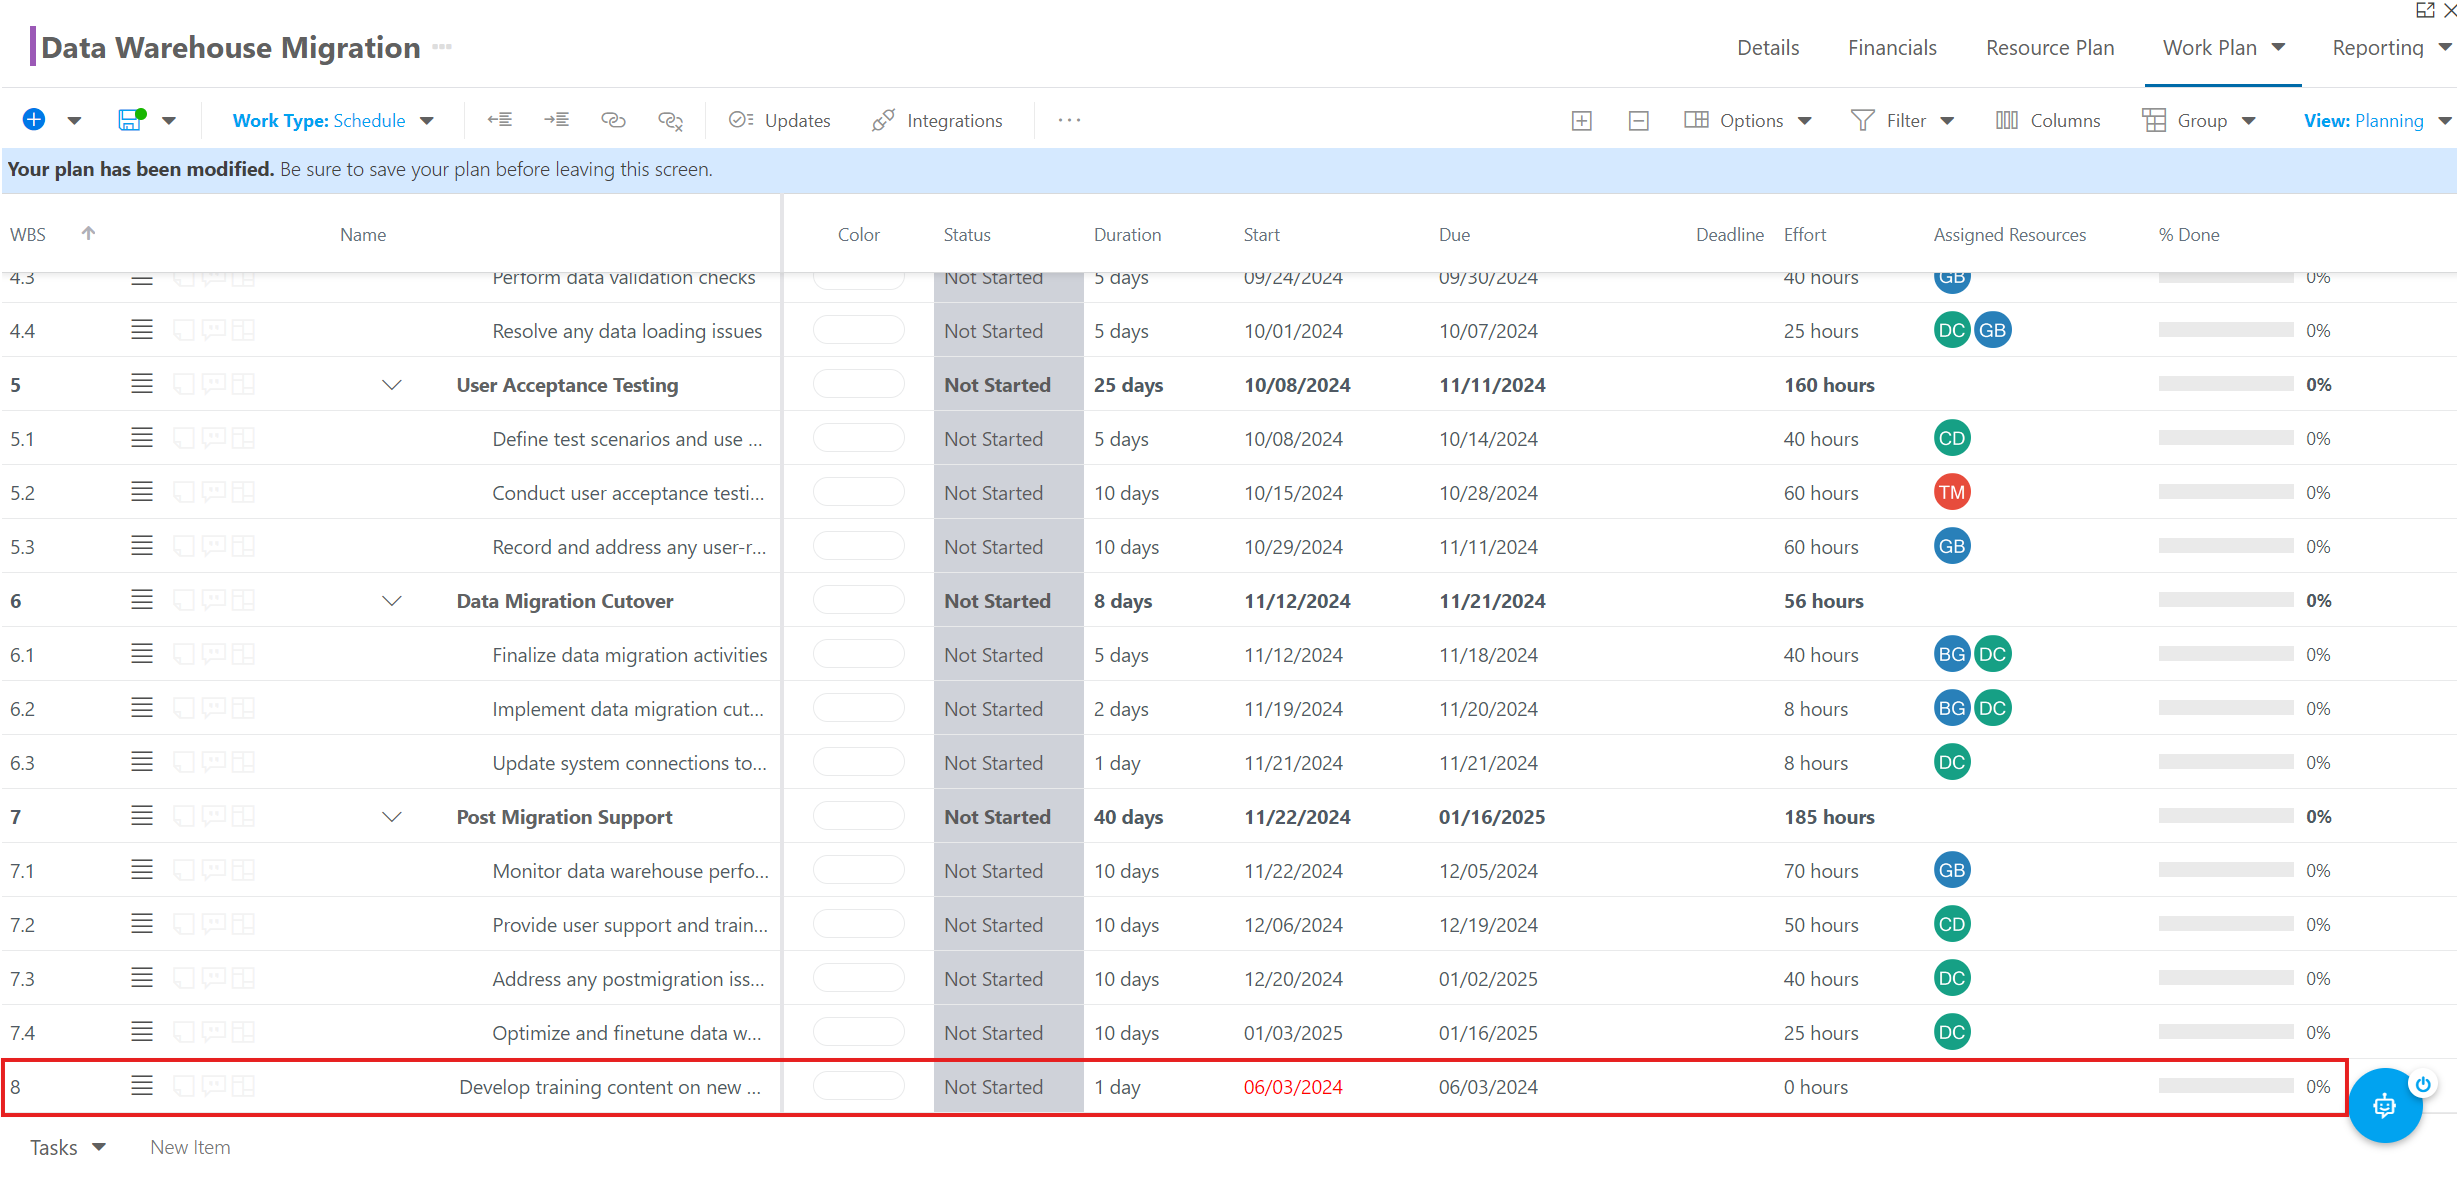 Data Warehouse Migration
Details Financials Resource Plan Work Plan Reporting
Work Type: Schedule Updates Integrations ··· Options Filter Columns Group View: Planning
Your plan has been modified. Be sure to save your plan before leaving this screen.
WBS Name Color Status Duration Start Due Deadline Effort Assigned Resources % Done
4.3 Perform data validation checks Not Started 5 days 09/24/2024 09/30/2024 40 hours GB 0%
4.4 Resolve any data loading issues Not Started 5 days 10/01/2024 10/07/2024 25 hours DC GB 0%
5 User Acceptance Testing Not Started 25 days 10/08/2024 11/11/2024 160 hours 0%
5.1 Define test scenarios and use ... Not Started 5 days 10/08/2024 10/14/2024 40 hours CD 0%
5.2 Conduct user acceptance testi... Not Started 10 days 10/15/2024 10/28/2024 60 hours TM 0%
5.3 Record and address any user-r... Not Started 10 days 10/29/2024 11/11/2024 60 hours GB 0%
6 Data Migration Cutover Not Started 8 days 11/12/2024 11/21/2024 56 hours 0%
6.1 Finalize data migration activities Not Started 5 days 11/12/2024 11/18/2024 40 hours BG DC 0%
6.2 Implement data migration cut... Not Started 2 days 11/19/2024 11/20/2024 8 hours BG DC 0%
6.3 Update system connections to... Not Started 1 day 11/21/2024 11/21/2024 8 hours DC 0%
7 Post Migration Support Not Started 40 days 11/22/2024 01/16/2025 185 hours 0%
7.1 Monitor data warehouse perfo... Not Started 10 days 11/22/2024 12/05/2024 70 hours GB 0%
7.2 Provide user support and train... Not Started 10 days 12/06/2024 12/19/2024 50 hours CD 0%
7.3 Address any postmigration iss... Not Started 10 days 12/20/2024 01/02/2025 40 hours DC 0%
7.4 Optimize and finetune data w... Not Started 10 days 01/03/2025 01/16/2025 25 hours DC 0%
8 Develop training content on new ... Not Started 1 day 06/03/2024 06/03/2024 0 hours 0%
Tasks New Item